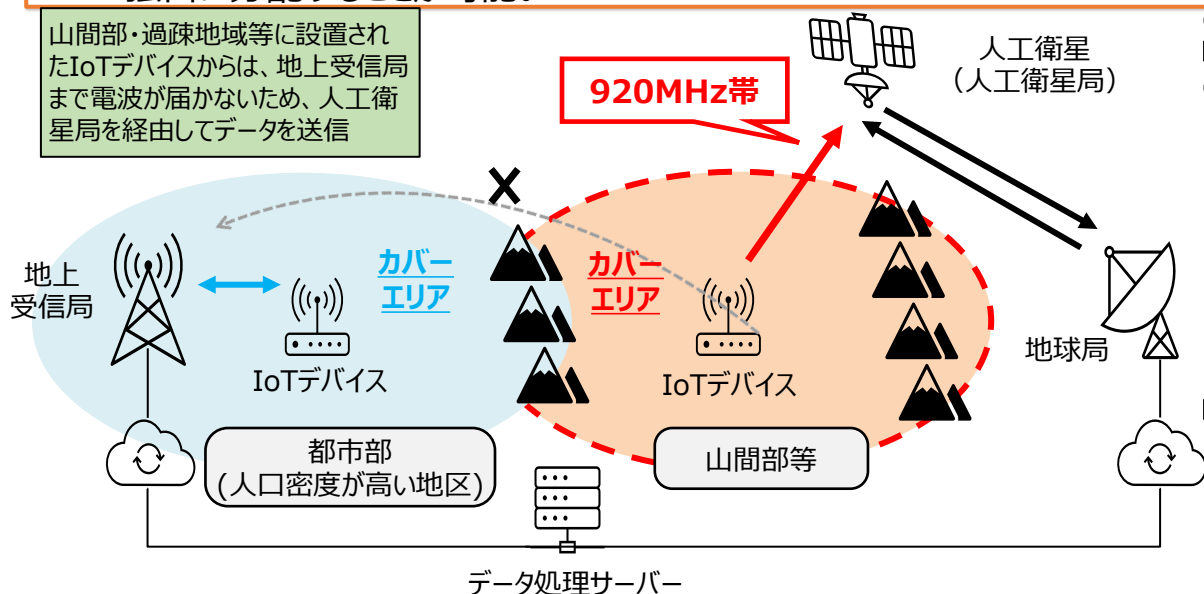 山間部・過疎地域等に設置され
たIoTデバイスからは、地上受信局
まで電波が届かないため、人工衛
星局を経由してデータを送信
920MHz帯
人工衛星
（人工衛星局）
地上
受信局
カバー
エリア
カバー
エリア
IoTデバイス
IoTデバイス
地球局
都市部
(人口密度が高い地区)
山間部等
データ処理サーバー